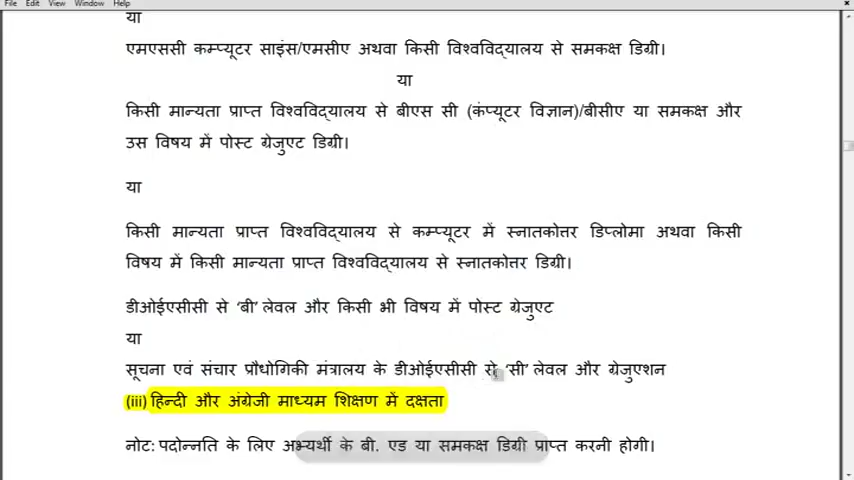 File Edit View Window Help
या
एमएससी कम्प्यूटर साइंस/एमसीए अथवा किसी विश्वविद्यालय से समकक्ष डिग्री।
या
किसी मान्यता प्राप्त विश्वविद्यालय से बीएस सी (कंप्यूटर विज्ञान)/बीसीए या समकक्ष और
उस विषय में पोस्ट ग्रेजुएट डिग्री।
या
किसी मान्यता प्राप्त विश्वविद्यालय से कम्प्यूटर में स्नातकोत्तर डिप्लोमा अथवा किसी
विषय में किसी मान्यता प्राप्त विश्वविद्यालय से स्नातकोत्तर डिग्री।
डीओईएसीसी से ‘बी’ लेवल और किसी भी विषय में पोस्ट ग्रेजुएट
या
सूचना एवं संचार प्रौधोगिकी मंत्रालय के डीओईएसीसी से ‘सी’ लेवल और ग्रेजुएशन
(iii) हिन्दी और अंग्रेजी माध्यम शिक्षण में दक्षता
नोट: पदोन्नति के लिए अभ्यर्थी के बी. एड या समकक्ष डिग्री प्राप्त करनी होगी।